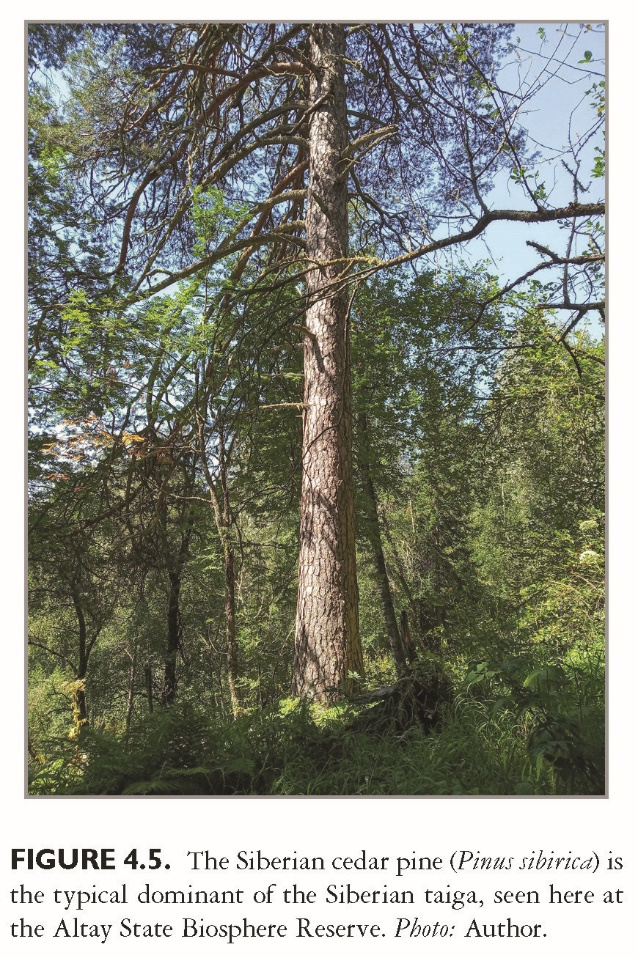 FIGURE 4.5. The Siberian cedar pine (Pinus sibirica) is
the typical dominant of the Siberian taiga, seen here at
the Altay State Biosphere Reserve. Photo: Author.